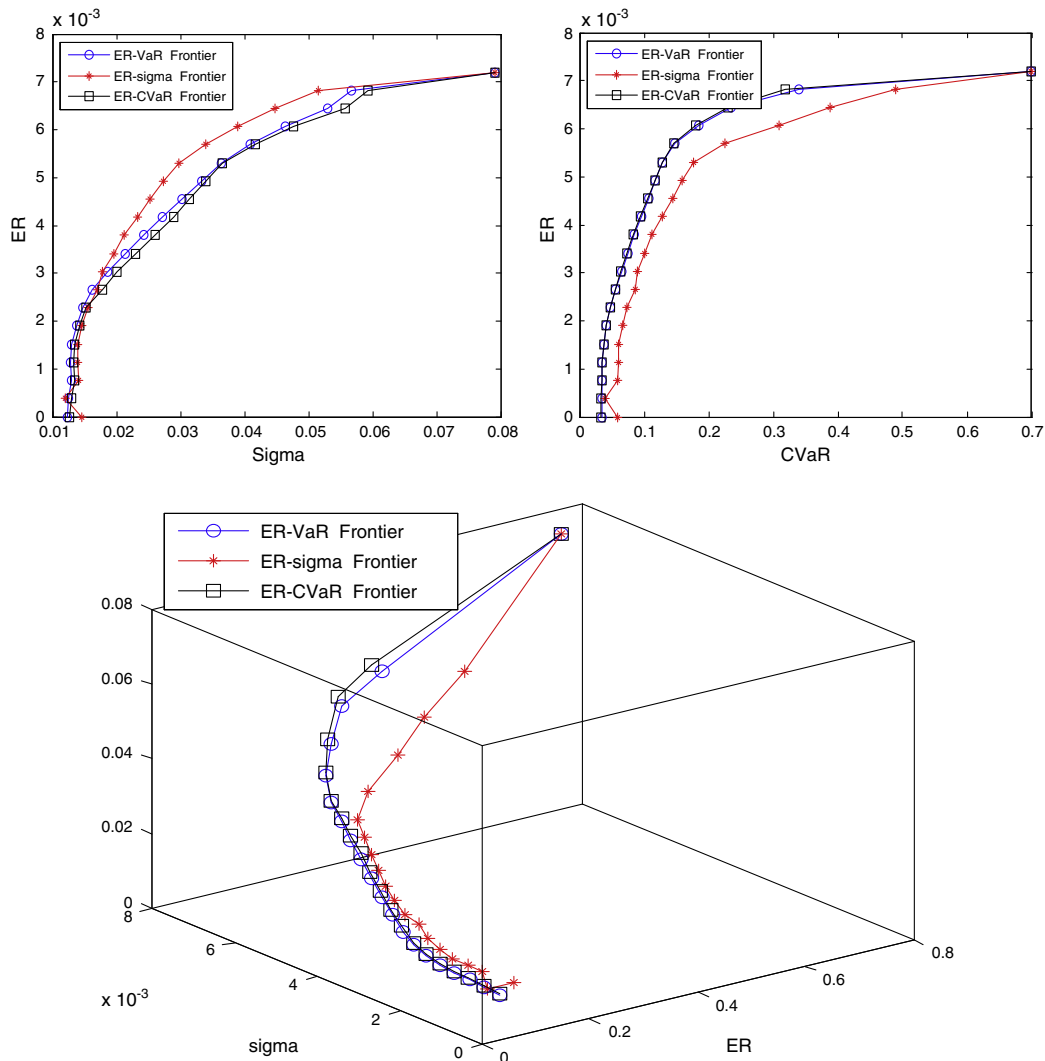 x 10⁻³
8
7
6
5
4
3
2
1
0
ER
ER-VaR Frontier
ER-sigma Frontier
ER-CVaR Frontier
0.01 0.02 0.03 0.04 0.05 0.06 0.07 0.08
Sigma
x 10⁻³
8
7
6
5
4
3
2
1
0
ER
ER-VaR Frontier
ER-sigma Frontier
ER-CVaR Frontier
0 0.1 0.2 0.3 0.4 0.5 0.6 0.7
CVaR
ER-VaR Frontier
ER-sigma Frontier
ER-CVaR Frontier
0.08
0.06
0.04
0.02
0
8
6
4
2
0
x 10⁻³
sigma
0
0.2
0.4
0.6
0.8
ER